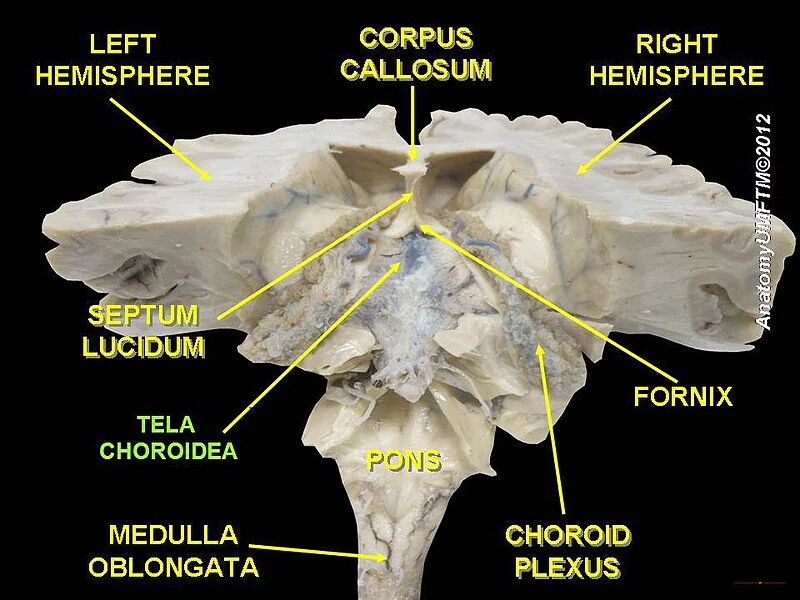 LEFT
HEMISPHERE
CORPUS
CALLOSUM
RIGHT
HEMISPHERE
AnatomyUMFTM©2012
SEPTUM
LUCIDUM
FORNIX
TELA
CHOROIDEA
PONS
MEDULLA
OBLONGATA
CHOROID
PLEXUS